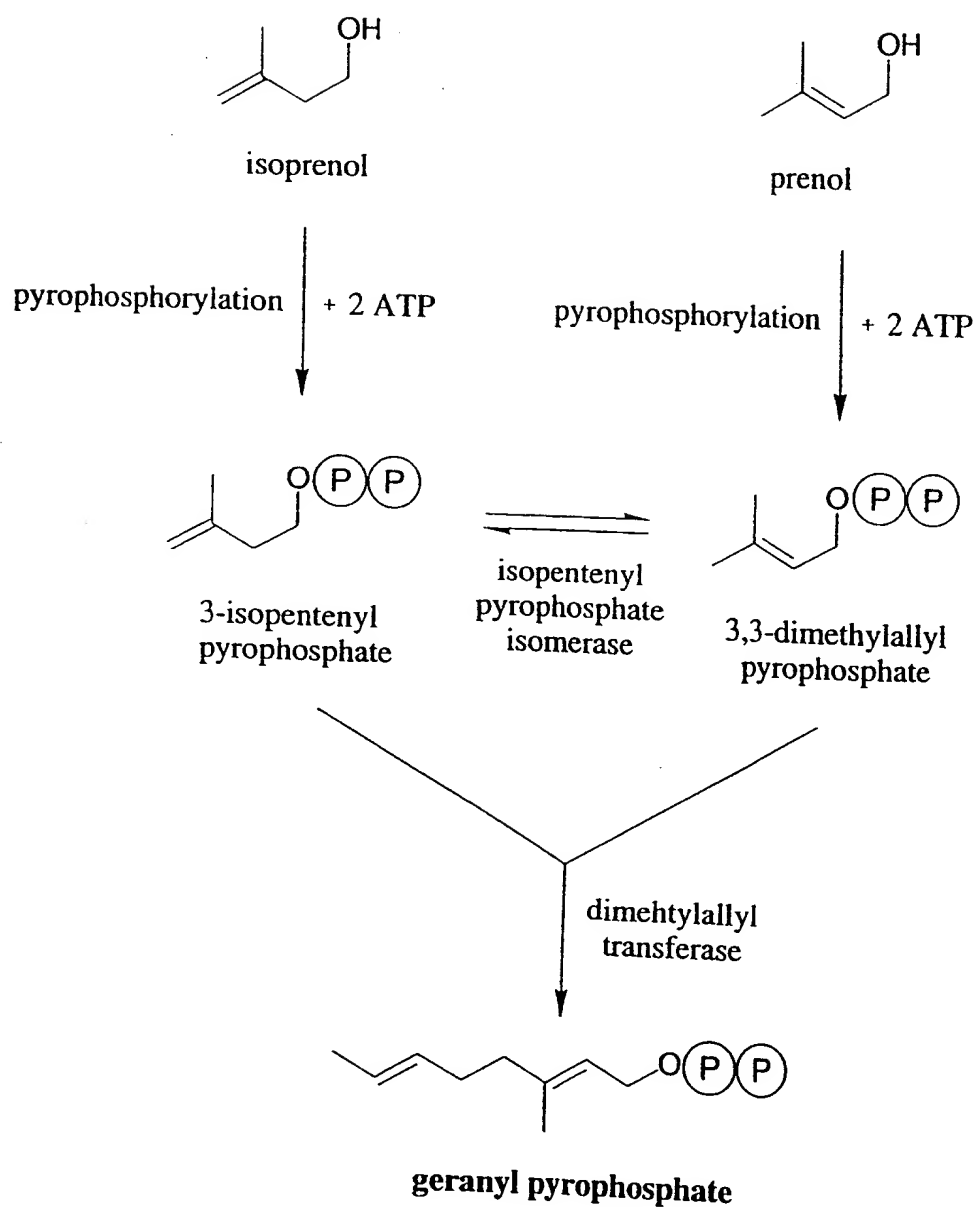 OH
isoprenol
OH
prenol
pyrophosphorylation
+ 2 ATP
pyrophosphorylation
+ 2 ATP
O P P
3-isopentenyl
pyrophosphate
isopentenyl
pyrophosphate
isomerase
O P P
3,3-dimethylallyl
pyrophosphate
dimehtylallyl
transferase
O P P
geranyl pyrophosphate